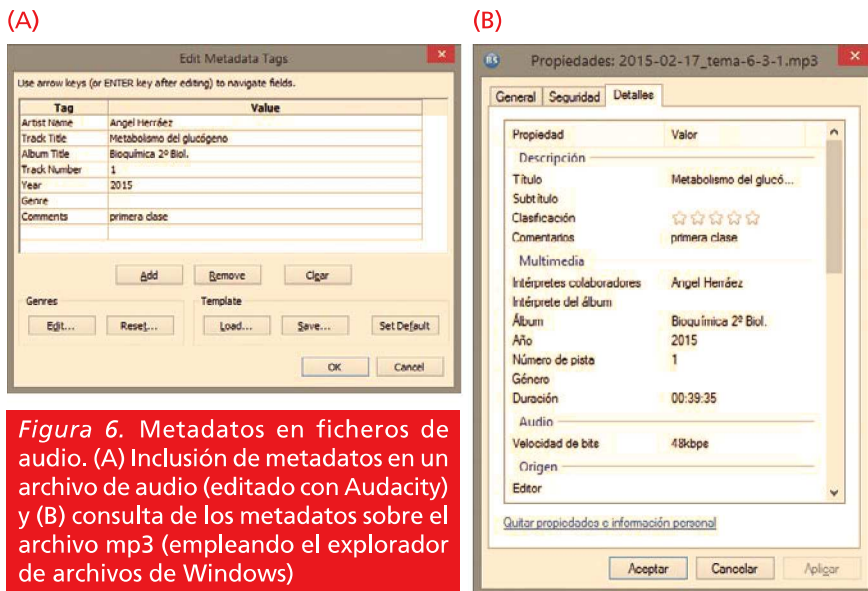 (A)
Edit Metadata Tags
Use arrow keys (or ENTER key after editing) to navigate fields.
Tag Value
Artist Name Angel Herráez
Track Title Metabolismo del glucógeno
Album Title Bioquímica 2º Biol.
Track Number 1
Year 2015
Genre
Comments primera clase
Add Remove Clear
Genres Template
Edit... Reset... Load... Save... Set Default
OK Cancel
Figura 6. Metadatos en ficheros de
audio. (A) Inclusión de metadatos en un
archivo de audio (editado con Audacity)
y (B) consulta de los metadatos sobre el
archivo mp3 (empleando el explorador
de archivos de Windows)
(B)
Propiedades: 2015-02-17_tema-6-3-1.mp3
General Seguridad Detalles
Propiedad Valor
Descripción
Título Metabolismo del glucó...
Subtítulo
Clasificación
Comentarios primera clase
Multimedia
Intérpretes colaboradores Angel Herráez
Intérprete del álbum
Álbum Bioquímica 2º Biol.
Año 2015
Número de pista 1
Género
Duración 00:39:35
Audio
Velocidad de bits 48kbps
Origen
Editor
Quitar propiedades e información personal
Aceptar Cancelar Aplicar